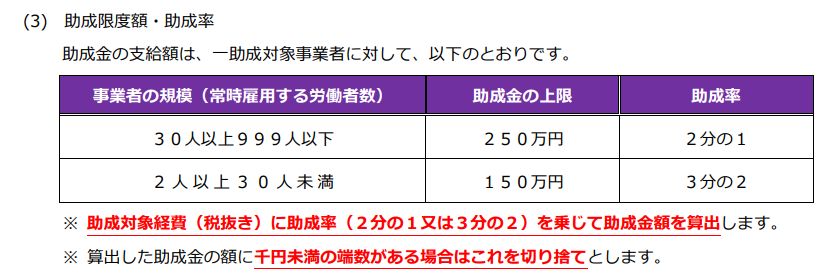 (3) 助成限度額・助成率
助成金の支給額は、一助成対象事業者に対して、以下のとおりです。
事業者の規模（常時雇用する労働者数） 助成金の上限 助成率
３０人以上９９９人以下 ２５０万円 ２分の１
２人以上３０人未満 １５０万円 ３分の２
※ 助成対象経費（税抜き）に助成率（２分の１又は３分の２）を乗じて助成金額を算出します。
※ 算出した助成金の額に千円未満の端数がある場合はこれを切り捨てとします。